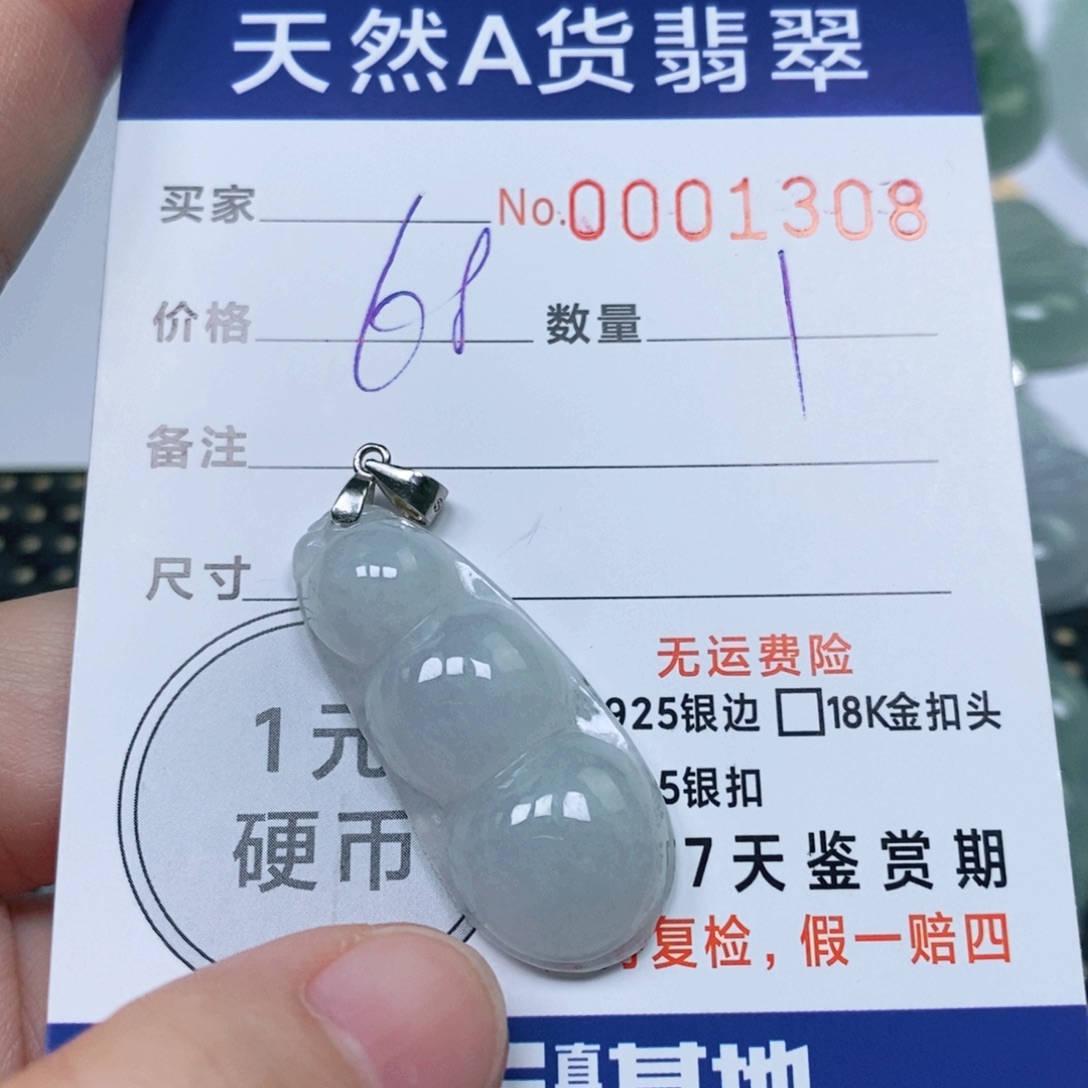 天然A货翡翠
买家 No.0001308
价格 68 数量 1
备注
尺寸
无运费险
925银边 □18K金扣头
1元 5银扣
硬币 7天鉴赏期
复检，假一赔四
基地